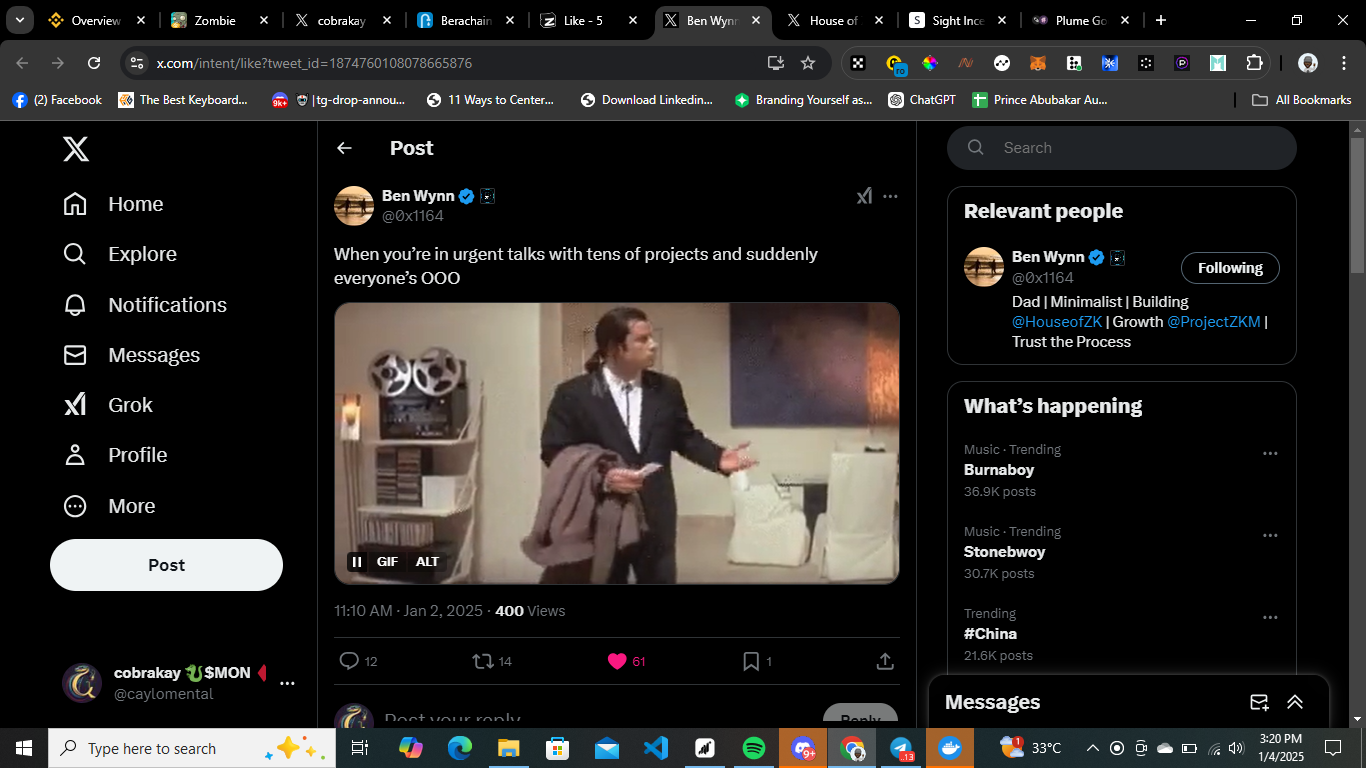 Overview
Zombie
cobrakay
Berachain
Like - 5
Ben Wynn
House of
Sight Ince
Plume Go
x.com/intent/like?tweet_id=1874760108078665876
(2) Facebook
The Best Keyboard...
9+
|tg-drop-annou...
11 Ways to Center...
Download Linkedin...
Branding Yourself as...
ChatGPT
Prince Abubakar Au...
All Bookmarks
Home
Explore
Notifications
Messages
Grok
Profile
More
Post
cobrakay 🐍$MON
@caylomental
Post
Ben Wynn
@0x1164
When you’re in urgent talks with tens of projects and suddenly
everyone’s OOO
GIF ALT
11:10 AM · Jan 2, 2025 · 400 Views
12 14 61 1
Post your reply
Reply
Search
Relevant people
Ben Wynn
@0x1164
Following
Dad | Minimalist | Building
@HouseofZK | Growth @ProjectZKM |
Trust the Process
What’s happening
Music · Trending
Burnaboy
36.9K posts
Music · Trending
Stonebwoy
30.7K posts
Trending
#China
21.6K posts
Messages
Type here to search
9+
13
1
33°C
3:20 PM
1/4/2025